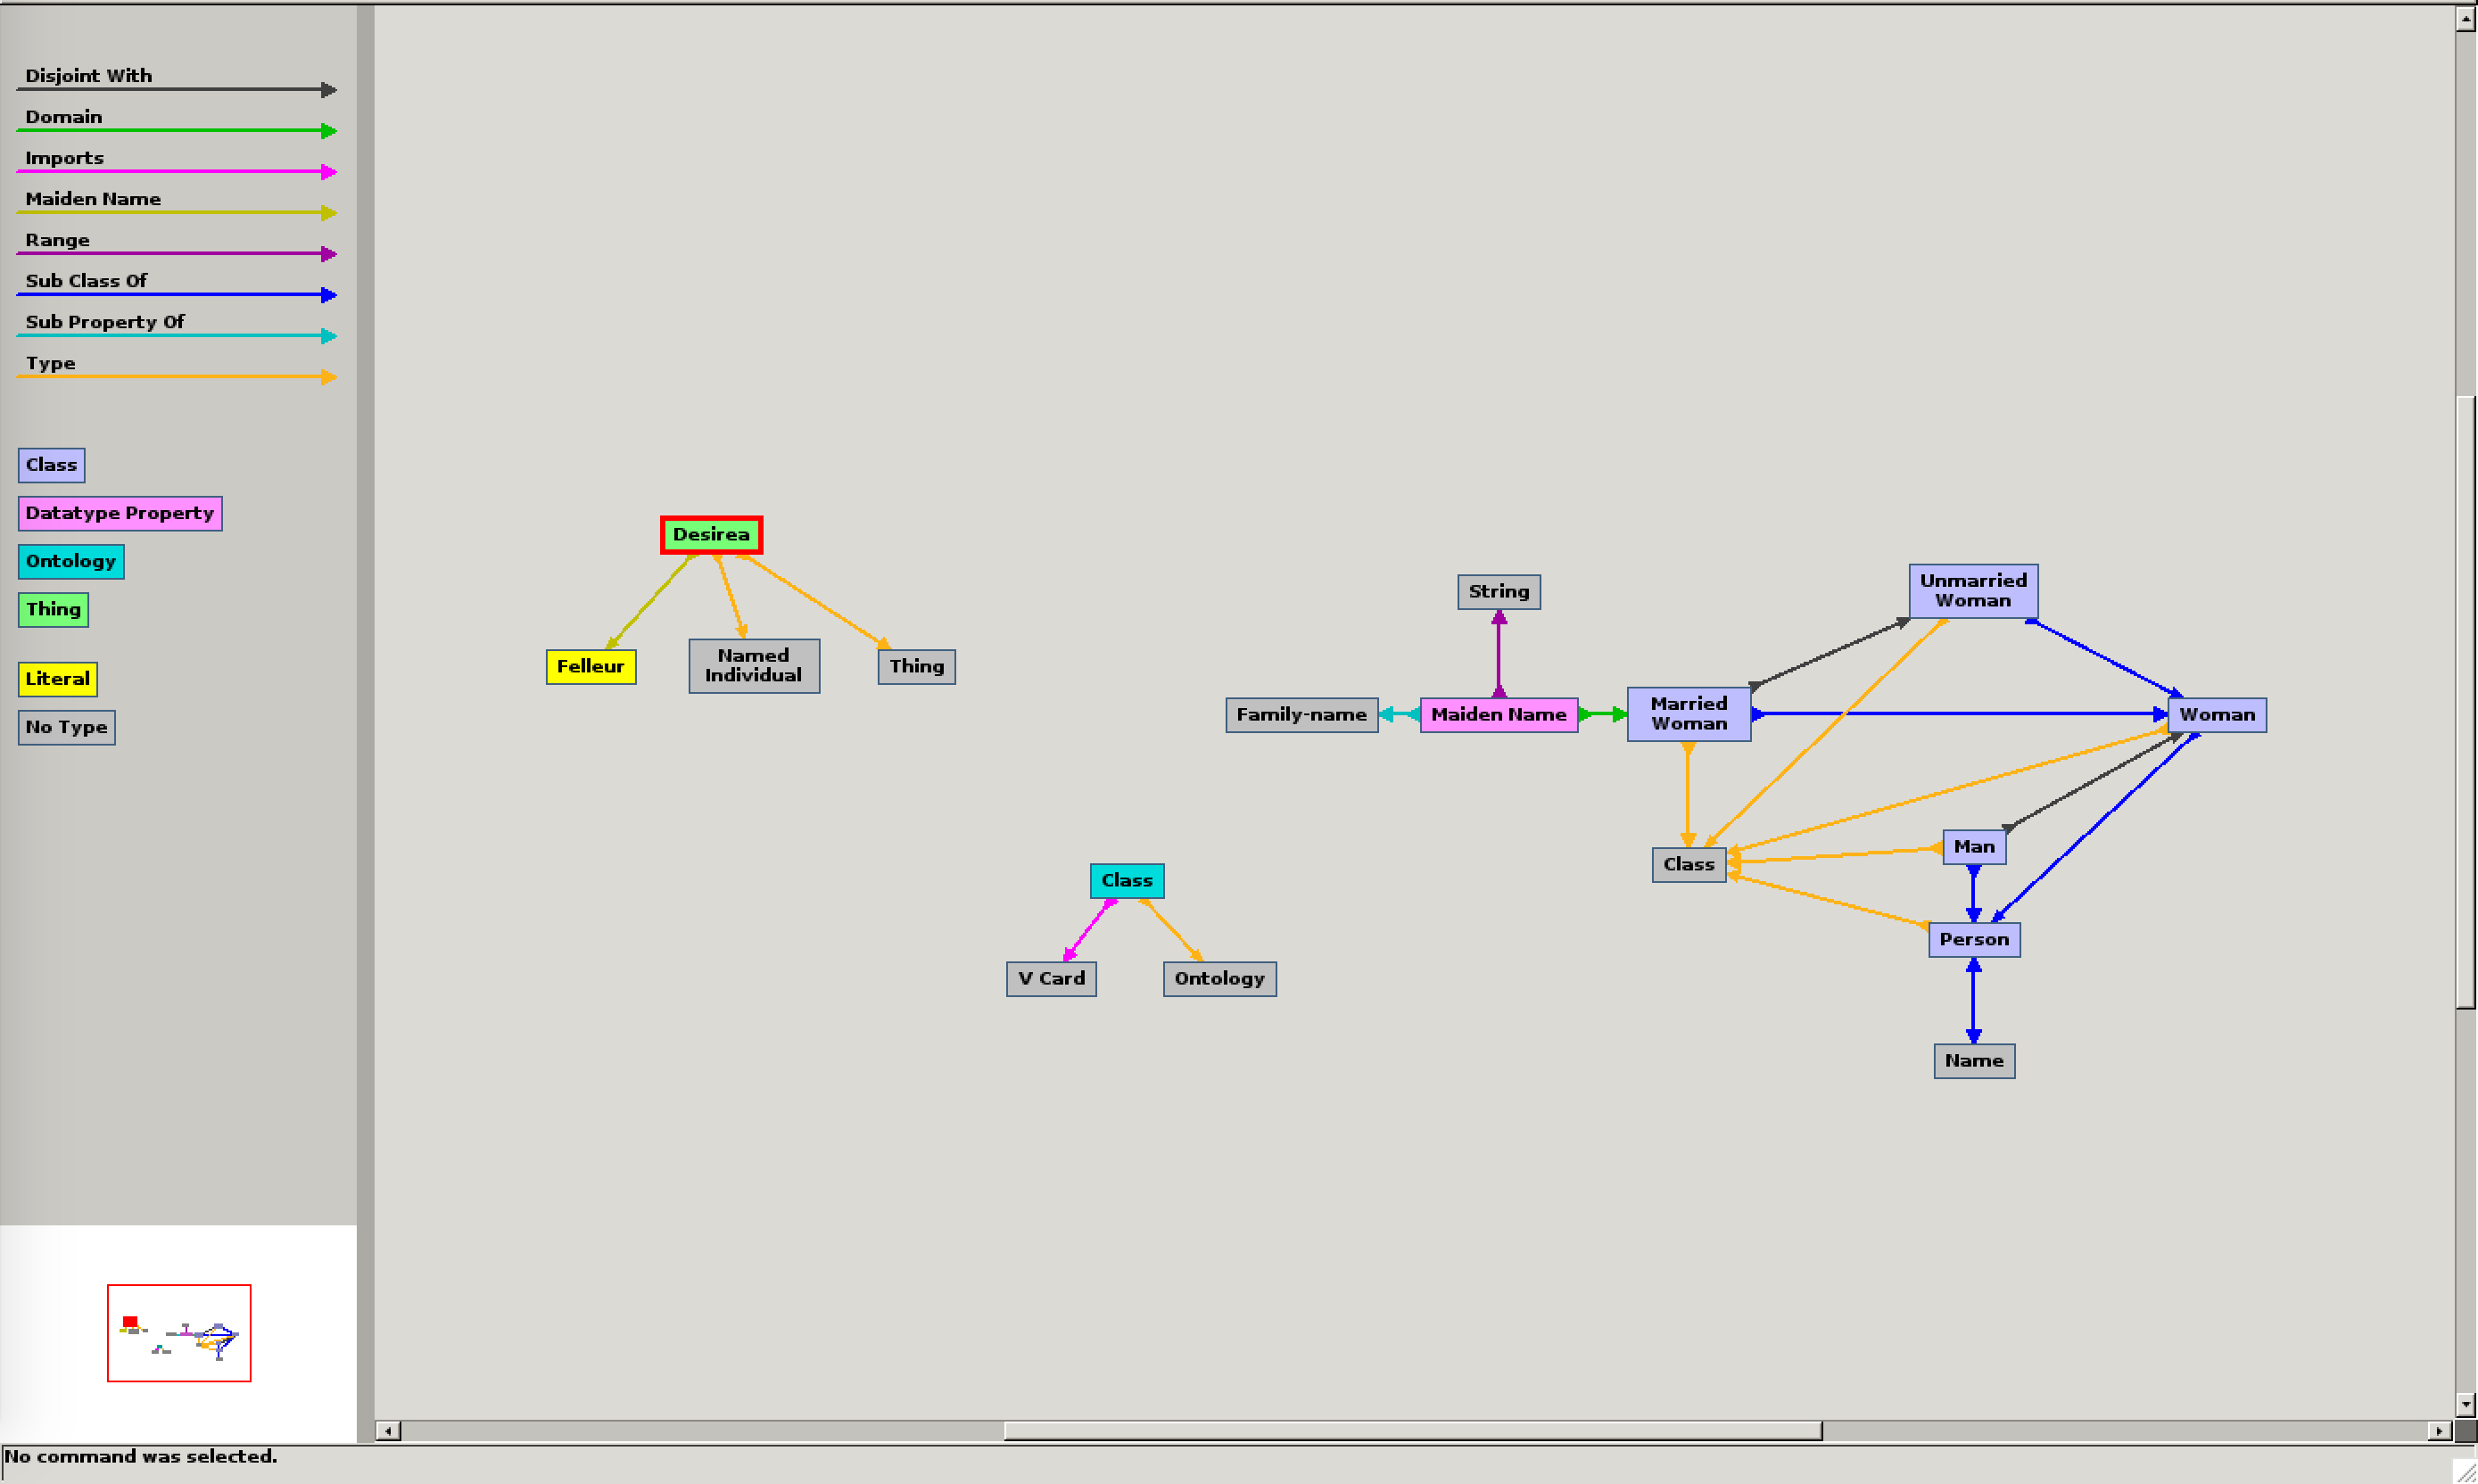 Disjoint With
Domain
Imports
Maiden Name
Range
Sub Class Of
Sub Property Of
Type
Class
Datatype Property
Ontology
Thing
Literal
No Type
Desirea
Felleur
Named
Individual
Thing
String
Family-name
Maiden Name
Married
Woman
Unmarried
Woman
Woman
Class
Man
Person
Name
Class
V Card
Ontology
No command was selected.